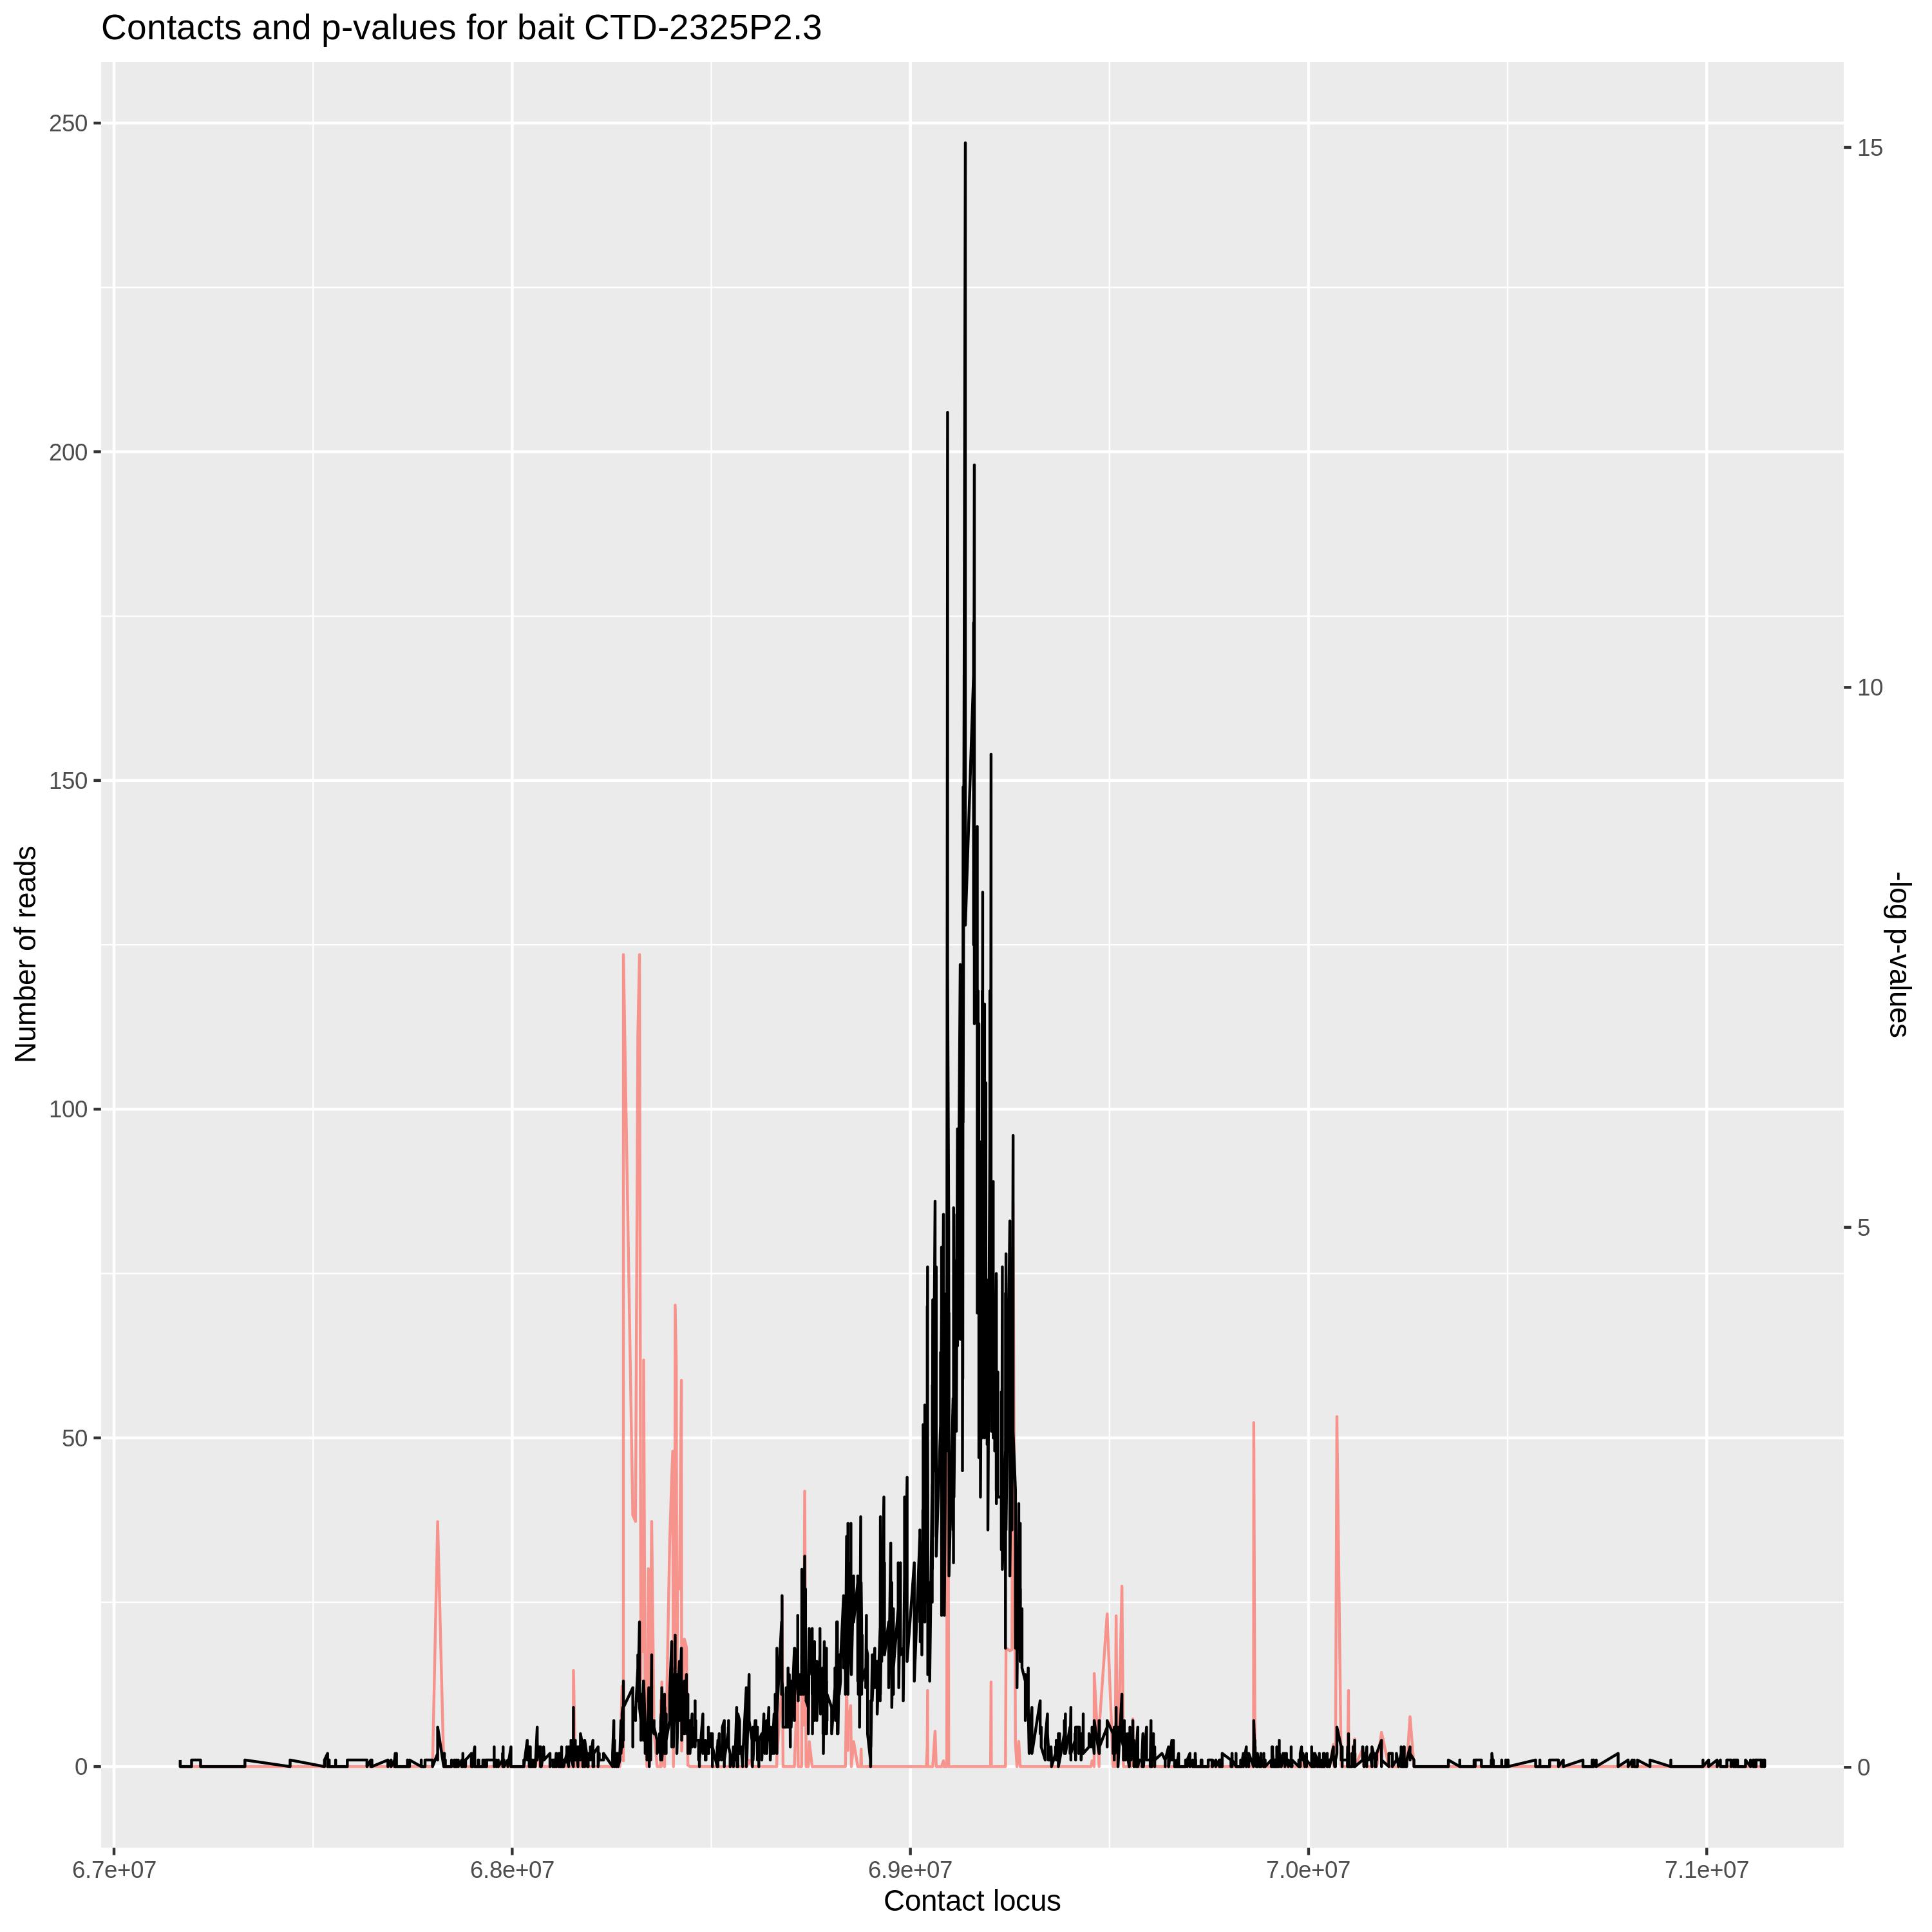 Contacts and p-values for bait CTD-2325P2.3
250
200
150
100
50
0
Number of reads
15
10
5
0
-log p-values
6.7e+07
6.8e+07
6.9e+07
7.0e+07
7.1e+07
Contact locus